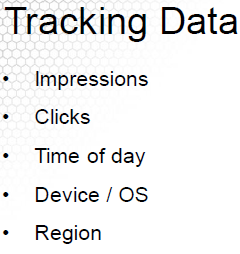 Tracking Data
• Impressions
• Clicks
• Time of day
• Device / OS
• Region